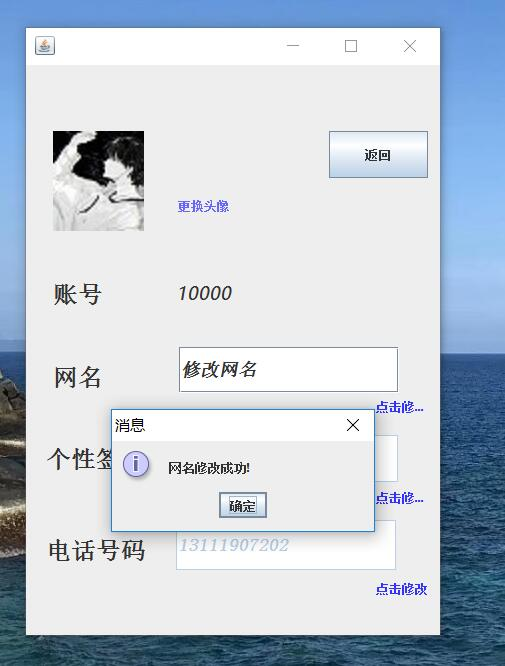 返回
更换头像
账号
10000
网名
修改网名
点击修...
消息
个性签
网名修改成功!
点击修...
确定
电话号码
13111907202
点击修改